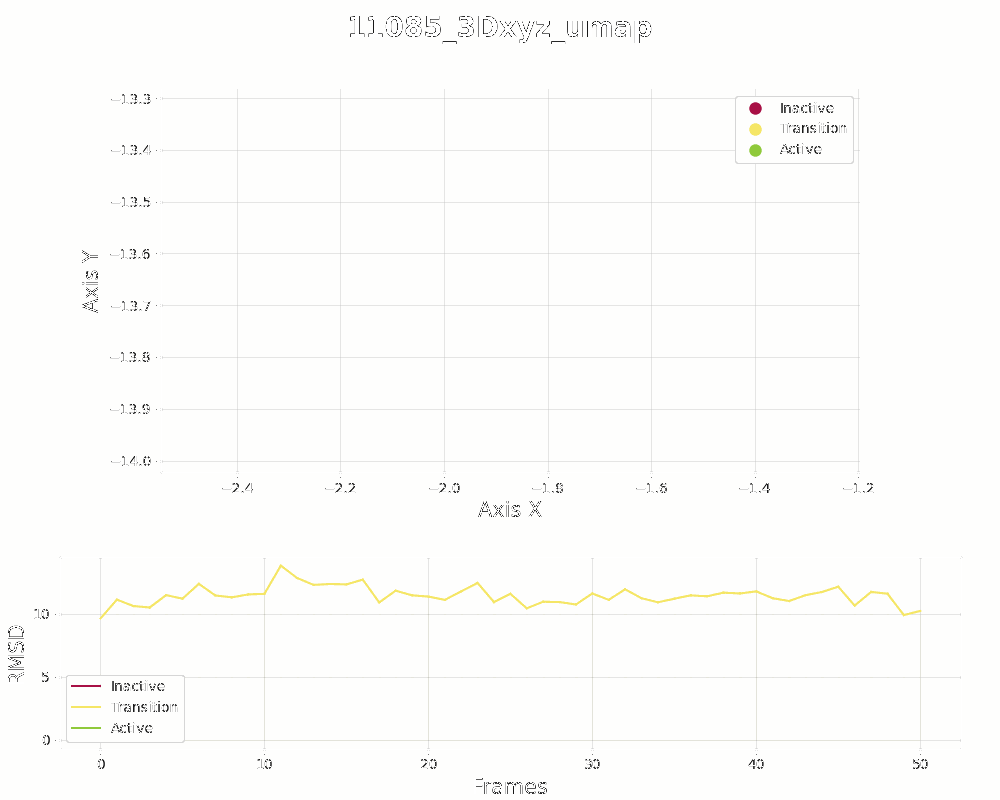 11085_3Dxyz_umap
−13.3
−13.4
−13.5
−13.6
−13.7
−13.8
−13.9
−14.0
Axis Y
Inactive
Transition
Active
−2.4 −2.2 −2.0 −1.8 −1.6 −1.4 −1.2
Axis X
10
5
0
RMSD
Inactive
Transition
Active
0 10 20 30 40 50
Frames